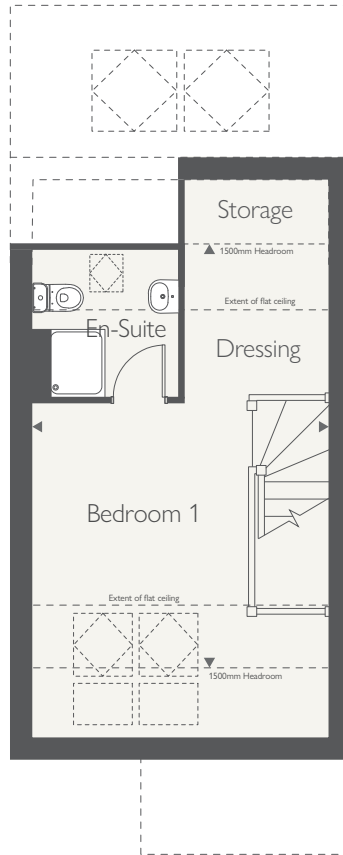 Storage
1500mm Headroom
Extent of flat ceiling
En-Suite
Dressing
Bedroom 1
Extent of flat ceiling
1500mm Headroom